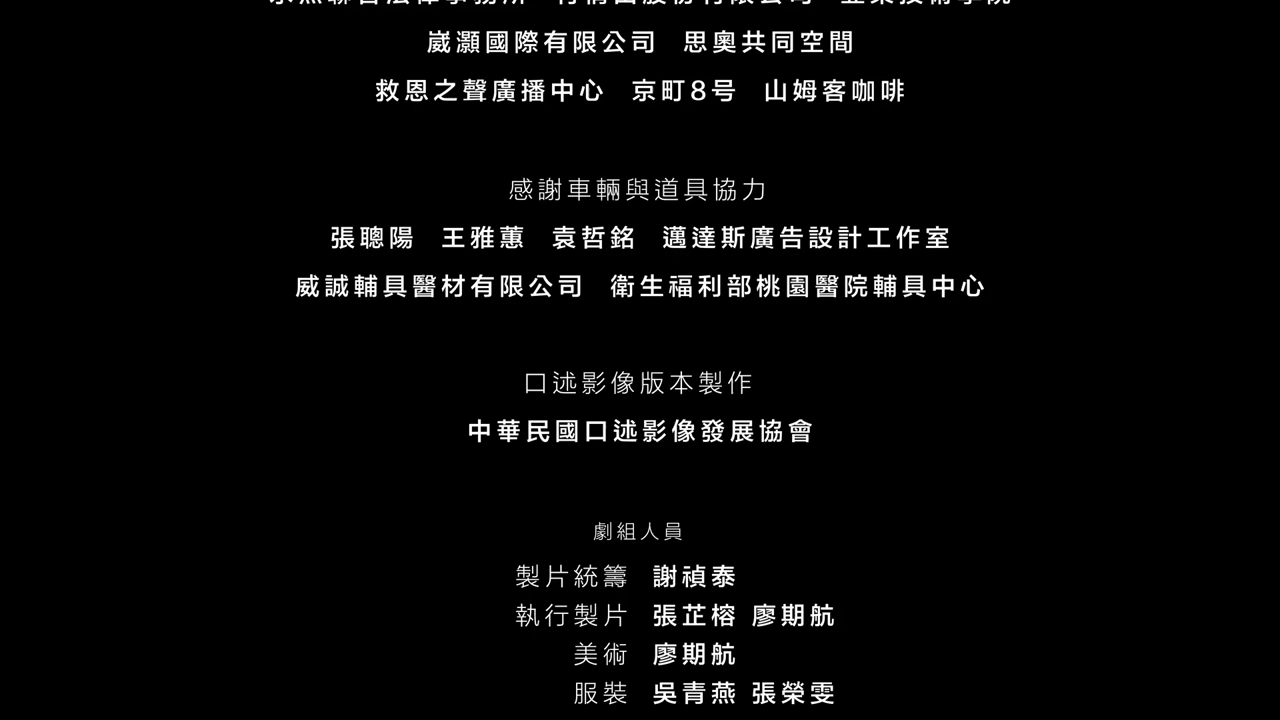 崴灝國際有限公司 思奧共同空間
救恩之聲廣播中心 京町8号 山姆客咖啡
感謝車輛與道具協力
張聰陽 王雅蕙 袁哲銘 邁達斯廣告設計工作室
威誠輔具醫材有限公司 衛生福利部桃園醫院輔具中心
口述影像版本製作
中華民國口述影像發展協會
劇組人員
製片統籌 謝禎泰
執行製片 張芷榕 廖期航
美術 廖期航
服裝 吳青燕 張榮雯